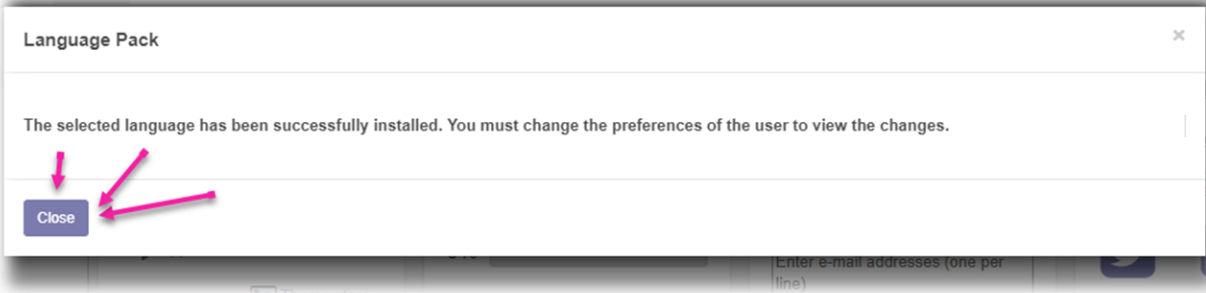 Language Pack
×
The selected language has been successfully installed. You must change the preferences of the user to view the changes.
Close
Enter e-mail addresses (one per
line)